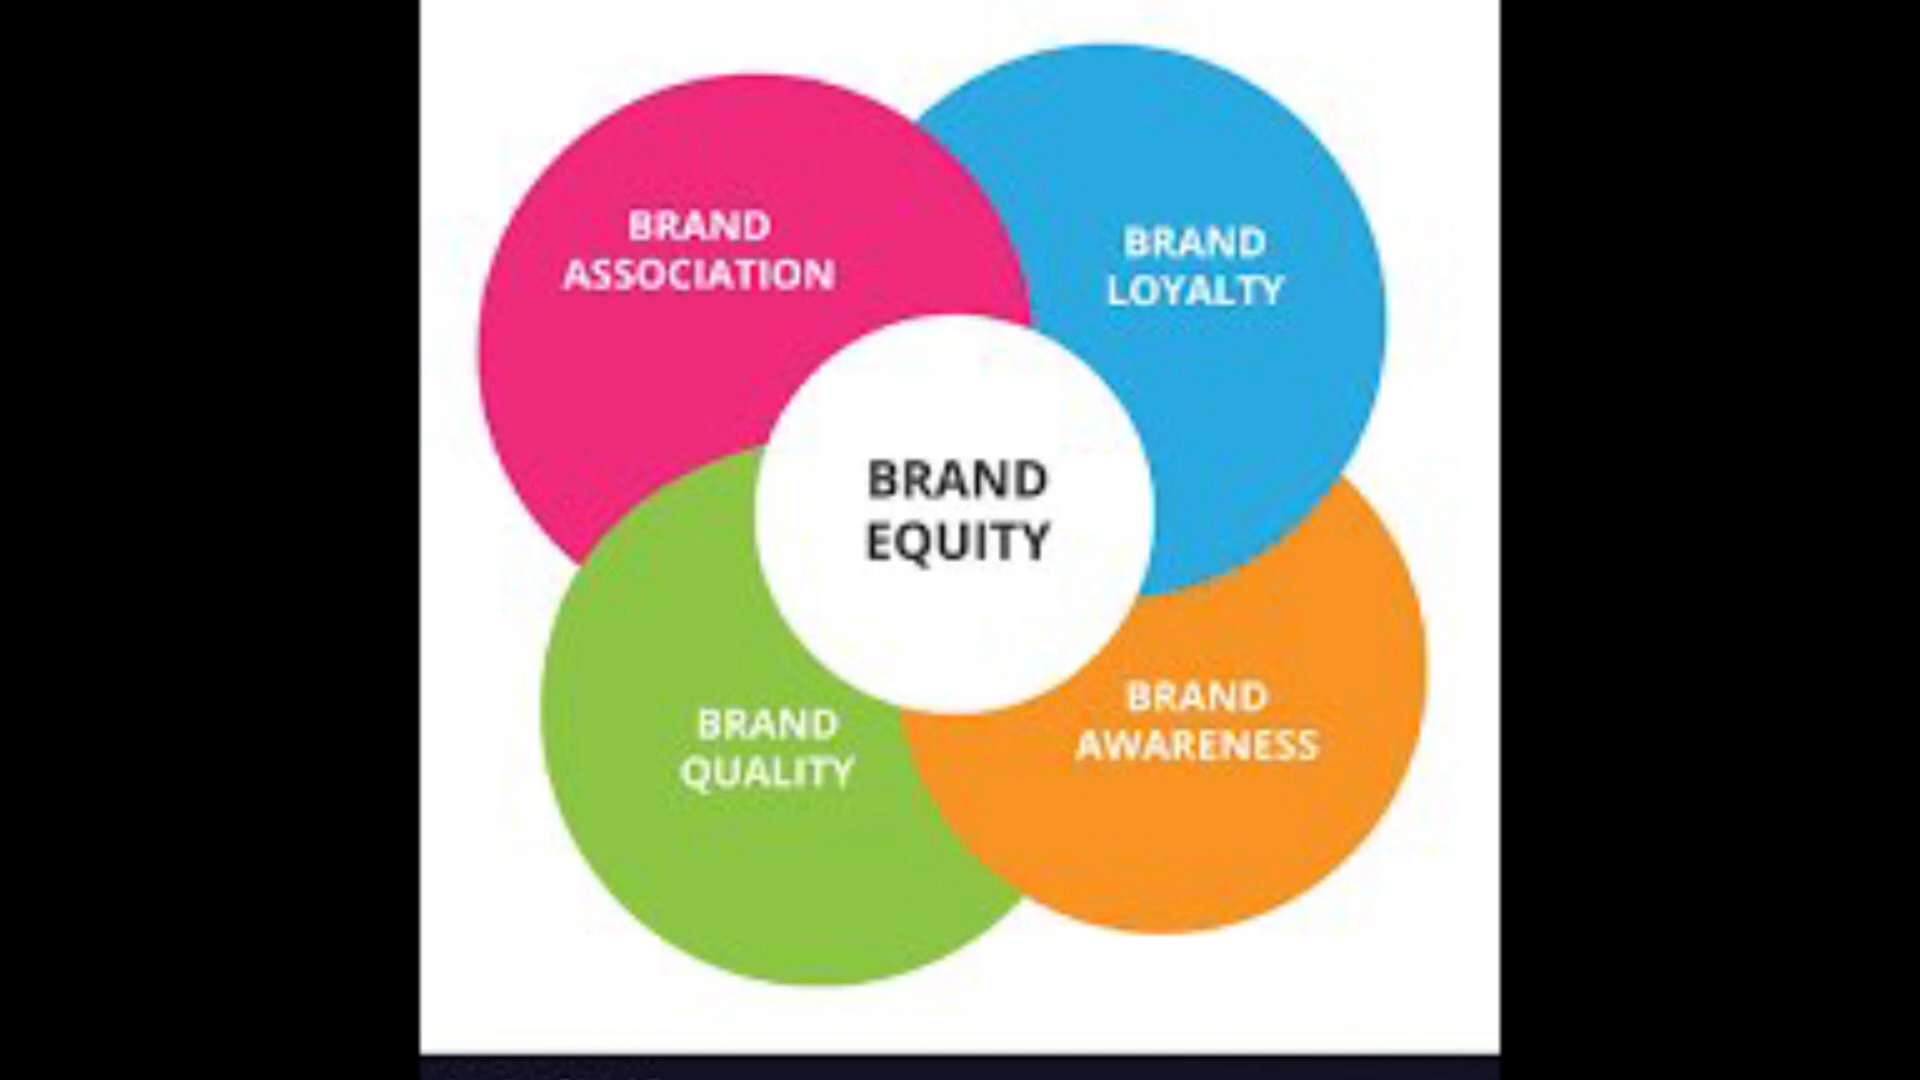 BRAND
ASSOCIATION
BRAND
LOYALTY
BRAND
EQUITY
BRAND
QUALITY
BRAND
AWARENESS